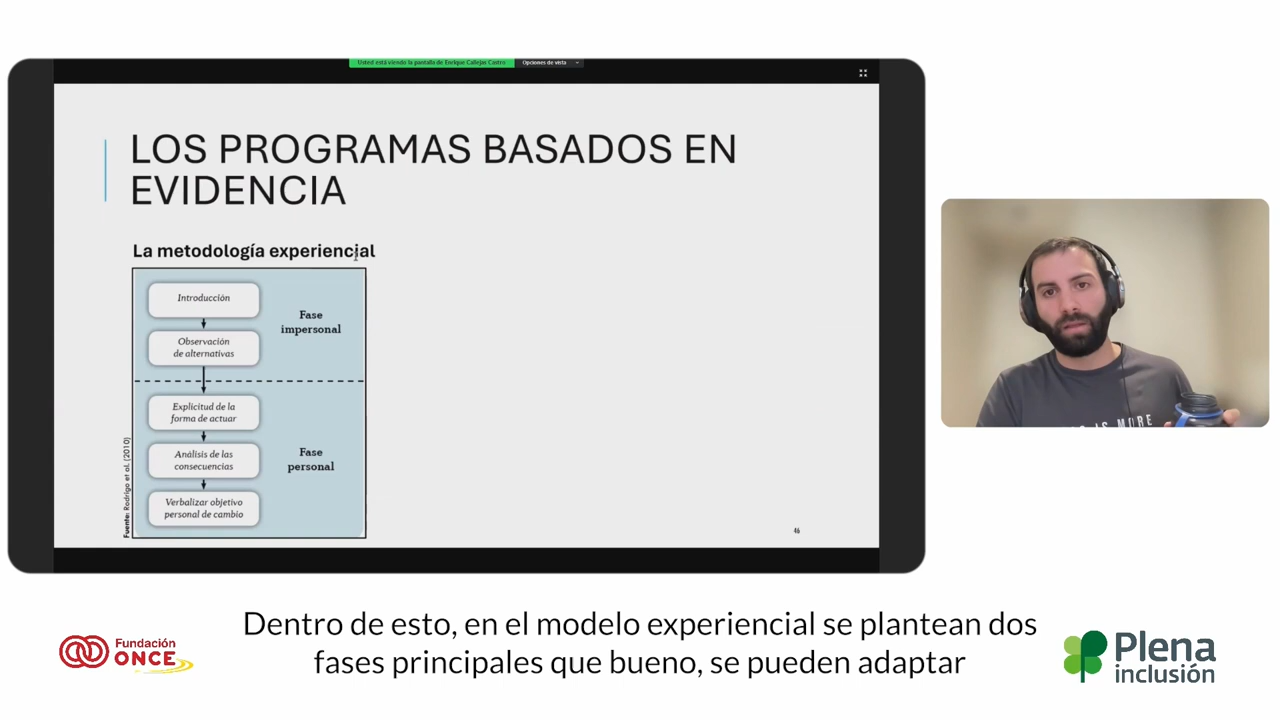 Usted está viendo la pantalla de Enrique Callejas Castro
Opciones de vista
LOS PROGRAMAS BASADOS EN
EVIDENCIA
La metodología experiencial
Introducción
Observación
de alternativas
Fase
impersonal
Explicitud de la
forma de actuar
Análisis de las
consecuencias
Verbalizar objetivo
personal de cambio
Fase
personal
Fuente: Rodrigo et al. (2010)
46
IS MORE
Dentro de esto, en el modelo experiencial se plantean dos
fases principales que bueno, se pueden adaptar
Fundación
ONCE
Plena
inclusión